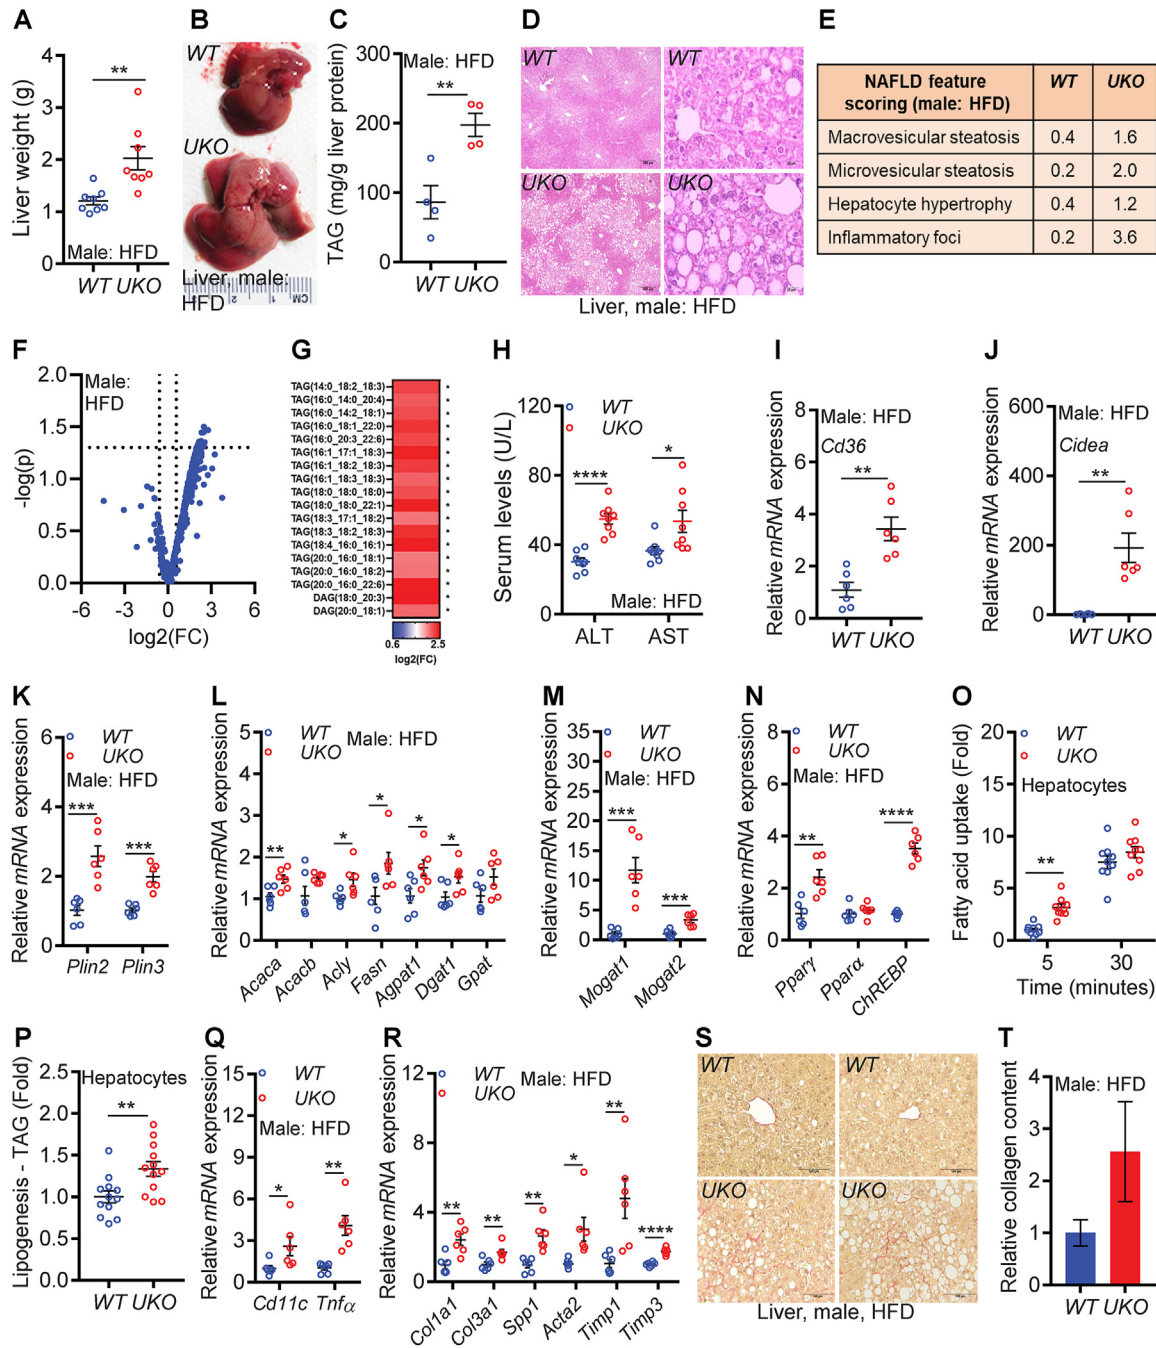 A
Liver weight (g)
4
3
2
1
0
**
Male: HFD
WT UKO
B
WT
UKO
Liver, male:
HFD
2
1
CM
C
TAG (mg/g liver protein)
300
200
100
0
Male: HFD
**
WT UKO
D
WT
WT
UKO
UKO
Liver, male: HFD
E
NAFLD feature WT UKO
scoring (male: HFD)
Macrovesicular steatosis 0.4 1.6
Microvesicular steatosis 0.2 2.0
Hepatocyte hypertrophy 0.4 1.2
Inflammatory foci 0.2 3.6
F
-log(p)
2.0
1.5
1.0
0.5
0.0
Male:
HFD
-6 -3 0 3 6
log2(FC)
G
TAG(14:0_18:2_18:3) *
TAG(16:0_14:0_20:4) *
TAG(16:0_14:2_18:1) *
TAG(16:0_18:1_22:0) *
TAG(16:0_20:3_22:6) *
TAG(16:1_17:1_18:3) *
TAG(16:1_18:2_18:3) *
TAG(16:1_18:3_18:3) *
TAG(18:0_18:0_18:0) *
TAG(18:0_18:0_22:1) *
TAG(18:3_17:1_18:2) *
TAG(18:3_18:2_18:3) *
TAG(18:4_16:0_16:1) *
TAG(20:0_16:0_18:1) *
TAG(20:0_16:0_18:2) *
TAG(20:0_16:0_22:6) *
DAG(18:0_20:3) *
DAG(20:0_18:1) *
0.6 2.5
log2(FC)
H
Serum levels (U/L)
120
80
40
0
WT
UKO
****
*
Male: HFD
ALT AST
I
Relative mRNA expression
8
6
4
2
0
Male: HFD
Cd36
**
WT UKO
J
Relative mRNA expression
600
400
200
0
Male: HFD
Cidea
**
WT UKO
K
Relative mRNA expression
6
4
2
0
WT
UKO
Male: HFD
***
***
Plin2 Plin3
L
Relative mRNA expression
5
4
3
2
1
0
WT
UKO Male: HFD
** * * * *
Acaca Acacb Acly Fasn Agpat1 Dgat1 Gpat
M
Relative mRNA expression
35
30
25
20
15
10
5
0
WT
UKO
Male: HFD
***
***
Mogat1 Mogat2
N
Relative mRNA expression
8
6
4
2
0
WT
UKO
Male: HFD
****
**
Pparγ Pparα ChREBP
O
Fatty acid uptake (Fold)
20
15
10
5
0
WT
UKO
Hepatocytes
**
5 30
Time (minutes)
P
Lipogenesis - TAG (Fold)
2.5
2.0
1.5
1.0
0.5
0.0
Hepatocytes
**
WT UKO
Q
Relative mRNA expression
15
12
9
6
3
0
WT
UKO
Male: HFD
**
*
Cd11c Tnfα
R
Relative mRNA expression
12
8
4
0
WT
UKO
Male: HFD
** ** ** * ** ****
Col1a1 Col3a1 Spp1 Acta2 Timp1 Timp3
S
WT
WT
UKO
UKO
Liver, male, HFD
T
Relative collagen content
4
3
2
1
0
Male: HFD
WT UKO